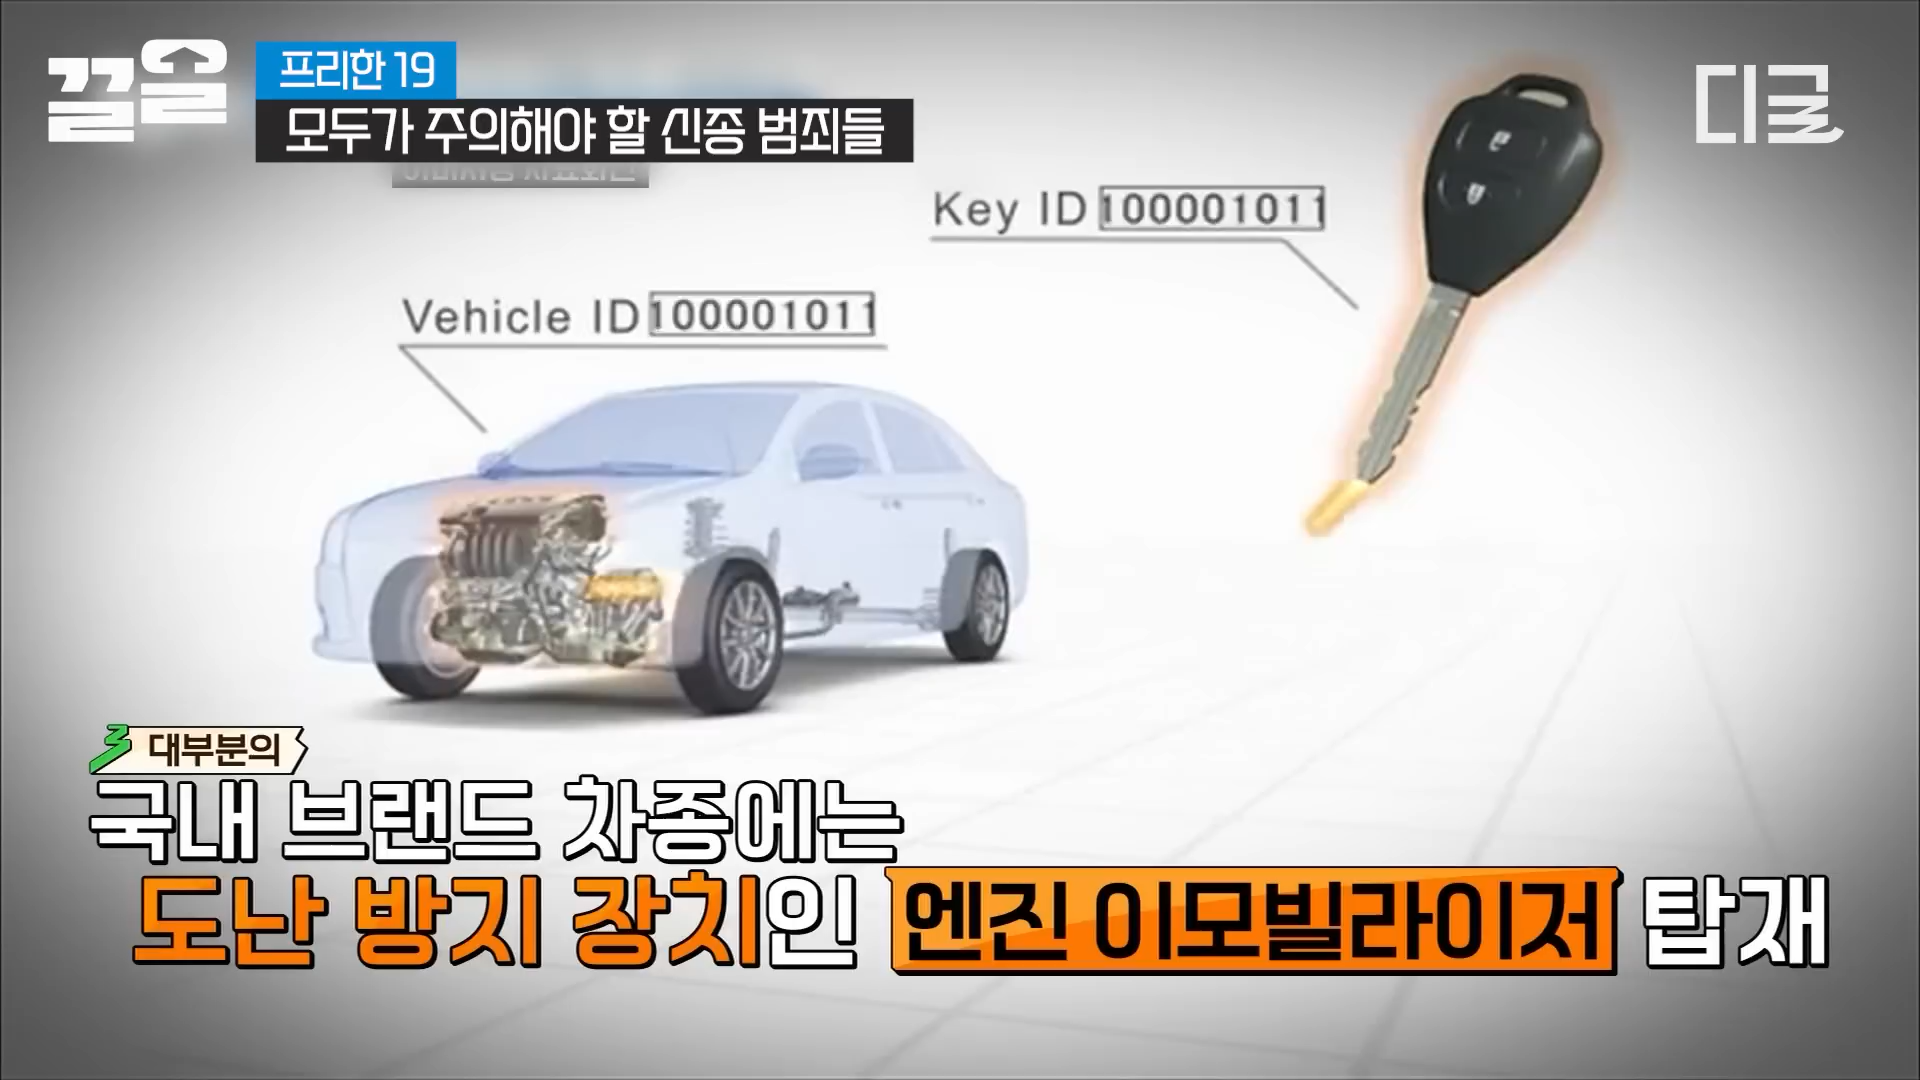 끌올
프리한 19
디글
모두가 주의해야 할 신종 범죄들
Key ID 100001011
Vehicle ID 100001011
대부분의
국내 브랜드 차종에는
도난 방지 장치인 엔진 이모빌라이저 탑재